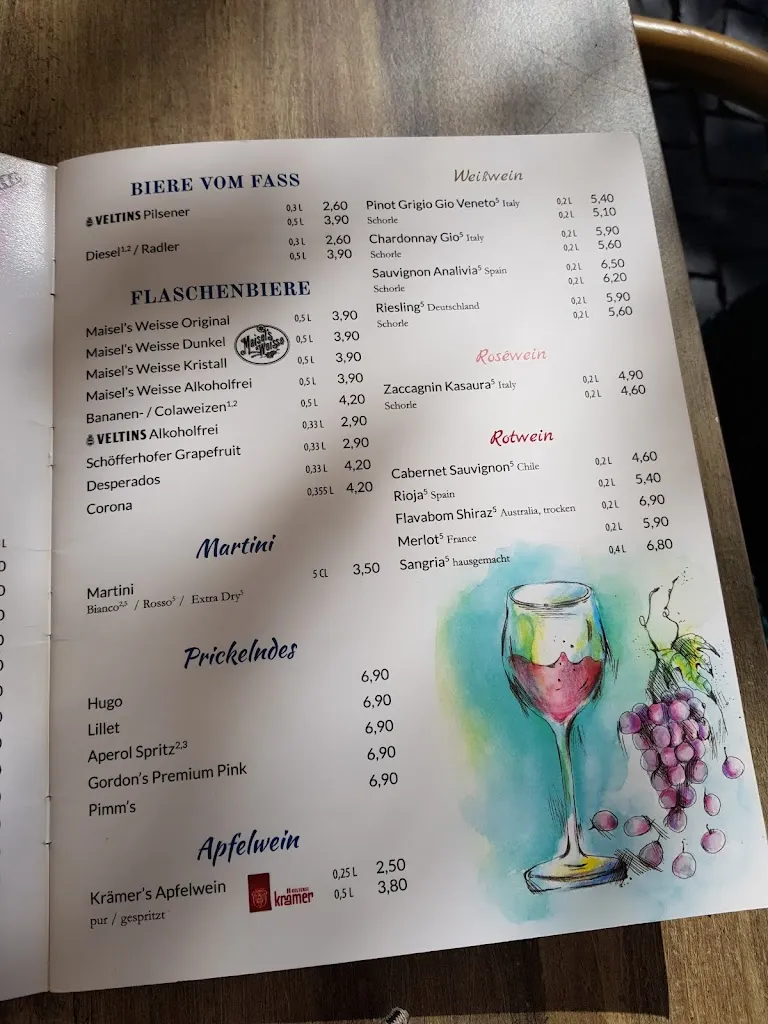 BIERE VOM FASS
VELTINS Pilsener 0,3 L 2,60
0,5 L 3,90
Diesel1,2 / Radler 0,3 L 2,60
0,5 L 3,90
FLASCHENBIERE
Maisel's Weisse Original 0,5 L 3,90
Maisel's Weisse Dunkel 0,5 L 3,90
Maisel's Weisse
Maisel's Weisse Kristall 0,5 L 3,90
Maisel's Weisse Alkoholfrei 0,5 L 3,90
Bananen- / Colaweizen1,2 0,5 L 4,20
VELTINS Alkoholfrei 0,33 L 2,90
Schöfferhofer Grapefruit 0,33 L 2,90
Desperados 0,33 L 4,20
Corona 0,355 L 4,20
Martini
Martini 5 CL 3,50
Bianco2,5 / Rosso5 / Extra Dry5
Prickelndes
Hugo 6,90
Lillet 6,90
Aperol Spritz2,3 6,90
Gordon's Premium Pink 6,90
Pimm's 6,90
Apfelwein
Krämer's Apfelwein 0,25 L 2,50
pur / gespritzt 0,5 L 3,80
krämer
Weißwein
Pinot Grigio Gio Veneto5 Italy 0,2 L 5,40
Schorle 0,2 L 5,10
Chardonnay Gio5 Italy 0,2 L 5,90
Schorle 0,2 L 5,60
Sauvignon Analivia5 Spain 0,2 L 6,50
Schorle 0,2 L 6,20
Riesling5 Deutschland 0,2 L 5,90
Schorle 0,2 L 5,60
Roséwein
Zaccagnin Kasaura5 Italy 0,2 L 4,90
Schorle 0,2 L 4,60
Rotwein
Cabernet Sauvignon5 Chile 0,2 L 4,60
Rioja5 Spain 0,2 L 5,40
Flavabom Shiraz5 Australia, trocken 0,2 L 6,90
Merlot5 France 0,2 L 5,90
Sangria5 hausgemacht 0,4 L 6,80